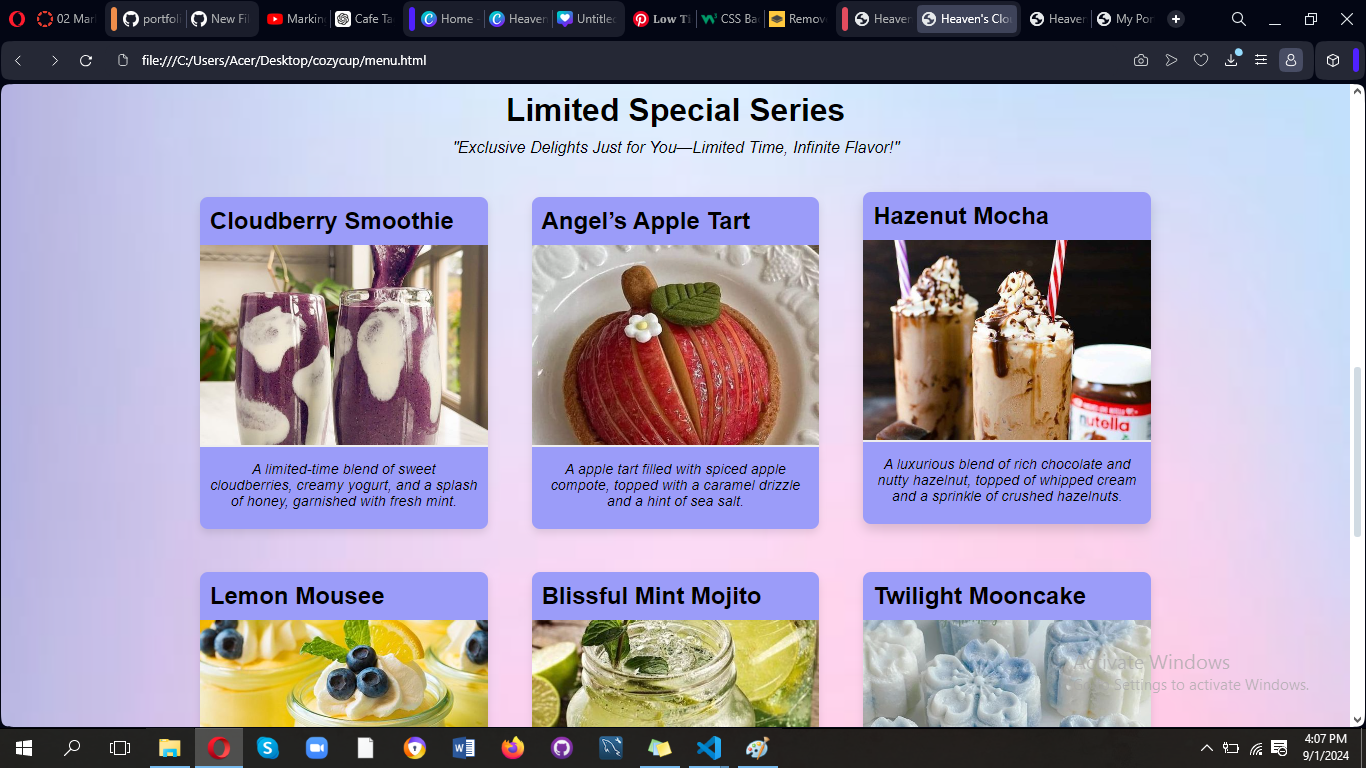 02 Mar
portfoli
New Fil
Markin
Cafe Ta
Home -
Heaven
Untitled
Low Ti
CSS Ba
Remov
Heaven
Heaven's Clo
Heaven
My Por
file:///C:/Users/Acer/Desktop/cozycup/menu.html
Limited Special Series
"Exclusive Delights Just for You—Limited Time, Infinite Flavor!"
Cloudberry Smoothie
Angel’s Apple Tart
Hazenut Mocha
nutella
A limited-time blend of sweet
cloudberries, creamy yogurt, and a splash
of honey, garnished with fresh mint.
A apple tart filled with spiced apple
compote, topped with a caramel drizzle
and a hint of sea salt.
A luxurious blend of rich chocolate and
nutty hazelnut, topped of whipped cream
and a sprinkle of crushed hazelnuts.
Lemon Mousee
Blissful Mint Mojito
Twilight Mooncake
Activate Windows
Settings to activate Windows.
4:07 PM
9/1/2024